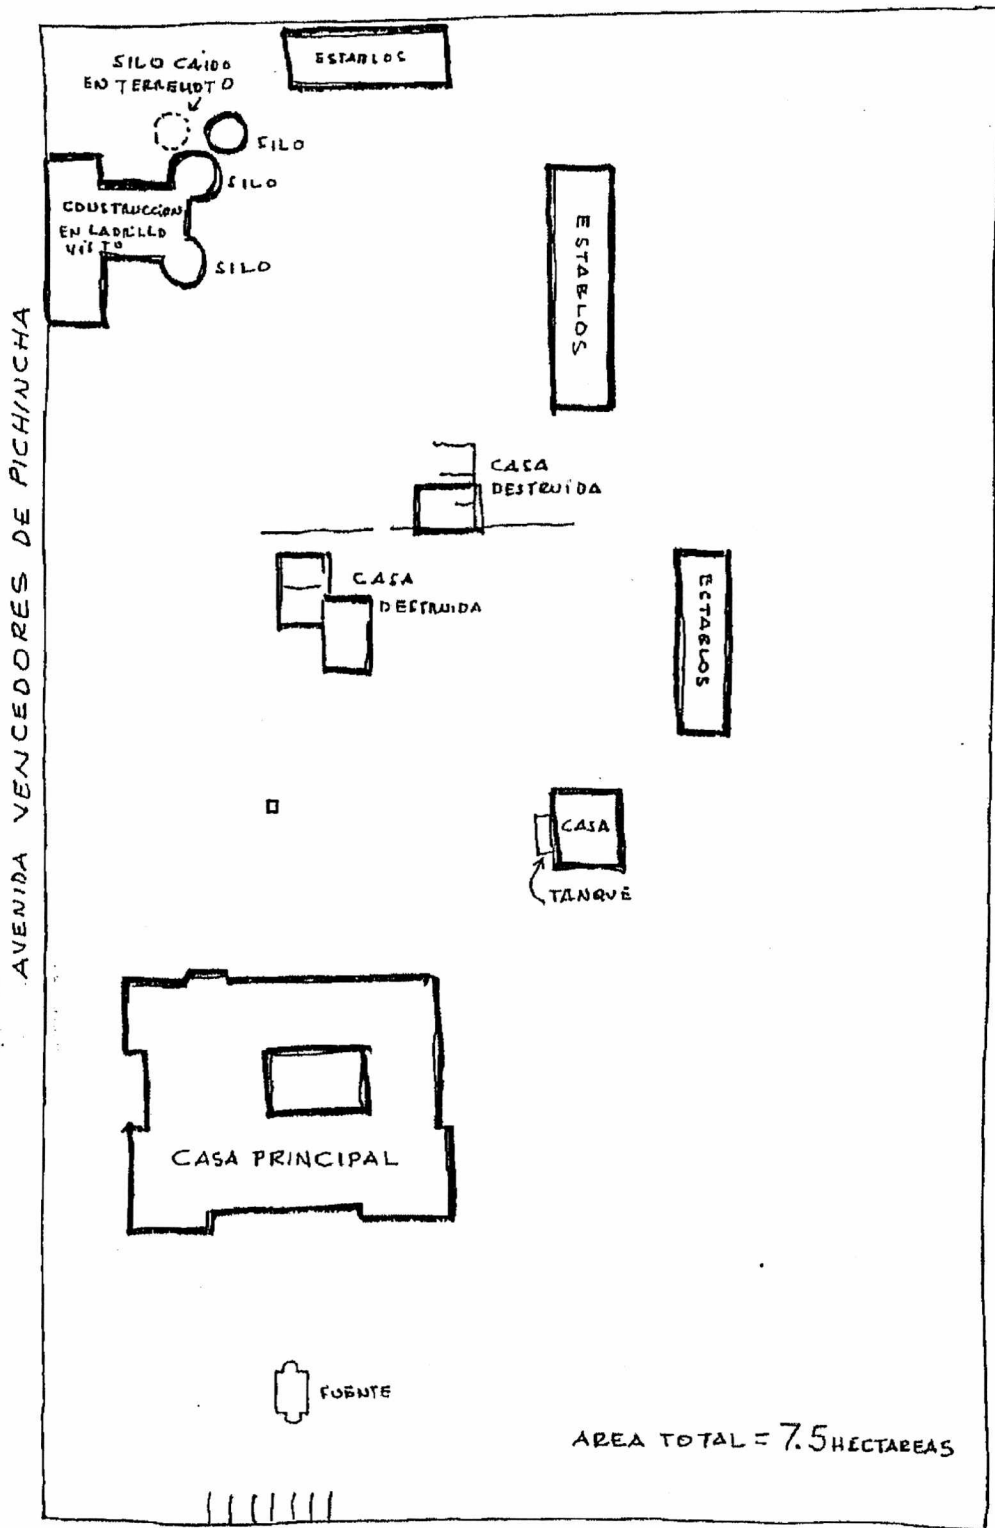 SILO CAIDO
EN TERREMOTO
ESTABLOS
SILO
SILO
CONSTRUCCION
EN LADRILLO
VISTO
SILO
ESTABLOS
AVENIDA VENCEDORES DE PICHINCHA
CASA
DESTRUIDA
CASA
DESTRUIDA
ESTABLOS
CASA
TANQUE
CASA PRINCIPAL
FUENTE
AREA TOTAL = 7.5 HECTAREAS